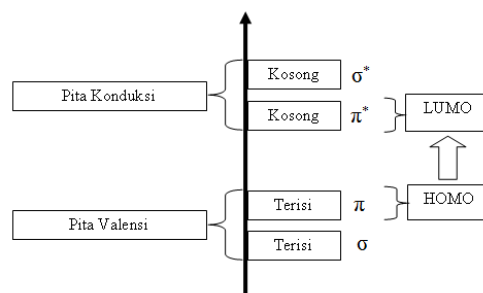 Kosong σ*
Pita Konduksi
Kosong π* LUMO
Terisi π HOMO
Pita Valensi
Terisi σ